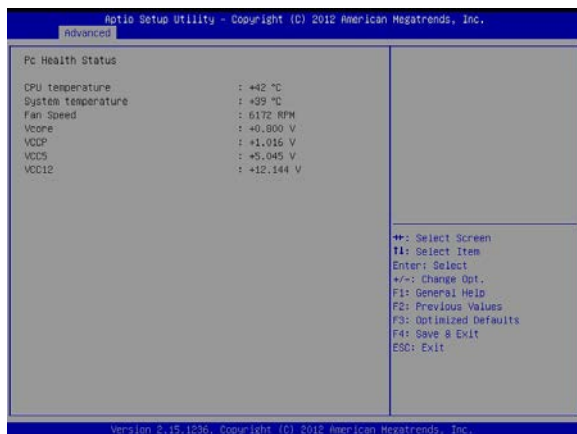 Aptio Setup Utility - Copyright (C) 2012 American Megatrends, Inc.
Advanced
Pc Health Status
CPU temperature : +42 °C
System temperature : +39 °C
Fan Speed : 6172 RPM
Vcore : +0.800 V
VCCP : +1.016 V
VCC5 : +5.045 V
VCC12 : +12.144 V
→←: Select Screen
↑↓: Select Item
Enter: Select
+/-: Change Opt.
F1: General Help
F2: Previous Values
F3: Optimized Defaults
F4: Save & Exit
ESC: Exit
Version 2.15.1236. Copyright (C) 2012 American Megatrends, Inc.